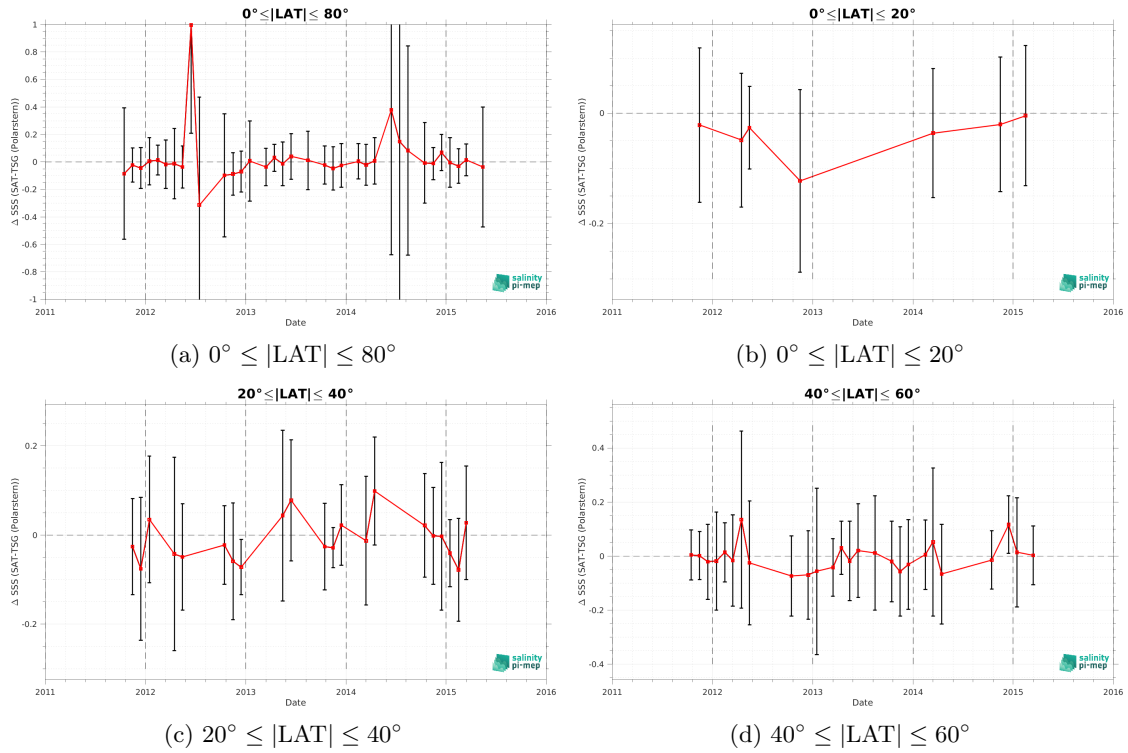 0°≤|LAT|≤ 80°
Δ SSS (SAT-TSG (Polarstern))
1
0.8
0.6
0.4
0.2
0
-0.2
-0.4
-0.6
-0.8
-1
2011 2012 2013 2014 2015 2016
Date
salinity
pi-mep
(a) 0° ≤ |LAT| ≤ 80°
0°≤|LAT|≤ 20°
Δ SSS (SAT-TSG (Polarstern))
0
-0.2
2011 2012 2013 2014 2015 2016
Date
salinity
pi-mep
(b) 0° ≤ |LAT| ≤ 20°
20°≤|LAT|≤ 40°
Δ SSS (SAT-TSG (Polarstern))
0.2
0
-0.2
2011 2012 2013 2014 2015 2016
Date
salinity
pi-mep
(c) 20° ≤ |LAT| ≤ 40°
40°≤|LAT|≤ 60°
Δ SSS (SAT-TSG (Polarstern))
0.4
0.2
0
-0.2
-0.4
2011 2012 2013 2014 2015 2016
Date
salinity
pi-mep
(d) 40° ≤ |LAT| ≤ 60°